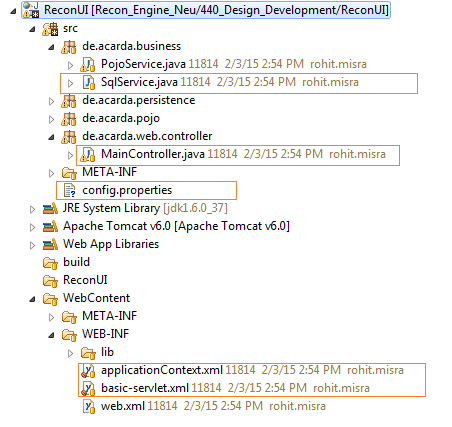 ReconUI [Recon_Engine_Neu/440_Design_Development/ReconUI]
src
de.acarda.business
PojoService.java 11814 2/3/15 2:54 PM rohit.misra
SqlService.java 11814 2/3/15 2:54 PM rohit.misra
de.acarda.persistence
de.acarda.pojo
de.acarda.web.controller
MainController.java 11814 2/3/15 2:54 PM rohit.misra
META-INF
config.properties
JRE System Library [jdk1.6.0_37]
Apache Tomcat v6.0 [Apache Tomcat v6.0]
Web App Libraries
build
ReconUI
WebContent
META-INF
WEB-INF
lib
applicationContext.xml 11814 2/3/15 2:54 PM rohit.misra
basic-servlet.xml 11814 2/3/15 2:54 PM rohit.misra
web.xml 11814 2/3/15 2:54 PM rohit.misra